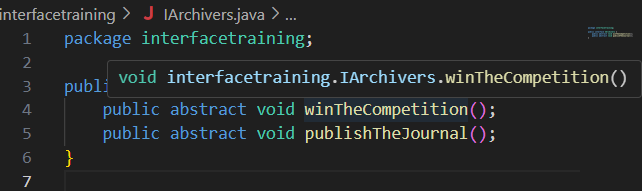 interfacetraining > J IArchivers.java > ...
1 package interfacetraining;
2
void interfacetraining.IArchivers.winTheCompetition()
3 publi
4 public abstract void winTheCompetition();
5 public abstract void publishTheJournal();
6 }
7